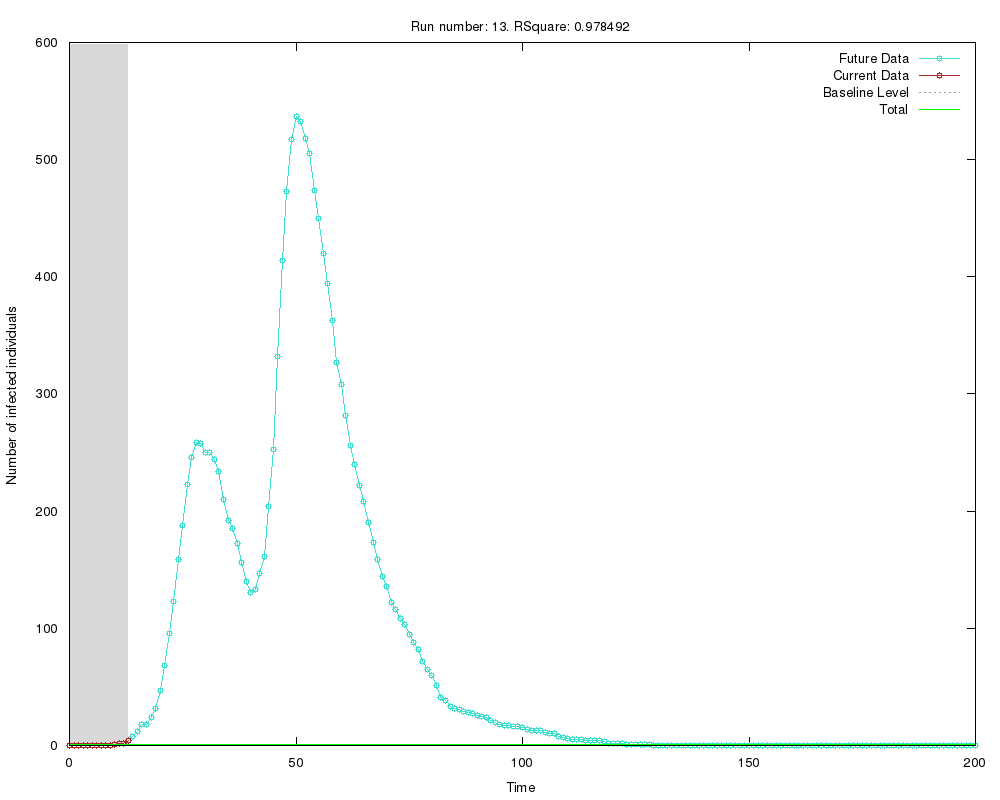 Run number: 13. RSquare: 0.978492
Future Data
Current Data
Baseline Level
Total
Number of infected individuals
600
500
400
300
200
100
0
0 50 100 150 200
Time